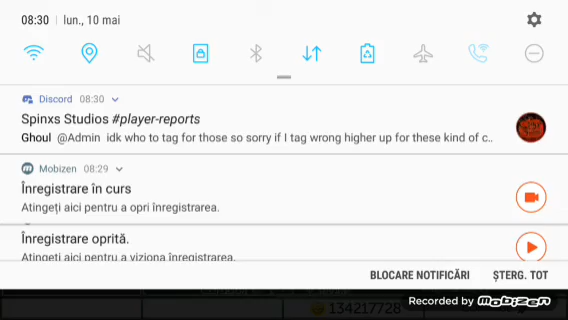 08:30 | lun., 10 mai
Discord 08:30
Spinxs Studios #player-reports
Ghoul @Admin idk who to tag for those so sorry if I tag wrong higher up for these kind of c..
Mobizen 08:29
Înregistrare în curs
Atingeți aici pentru a opri înregistrarea.
Înregistrare oprită.
Atingeți aici pentru a viziona înregistrarea.
BLOCARE NOTIFICĂRI ȘTERG. TOT
134217728
Recorded by Mobizen